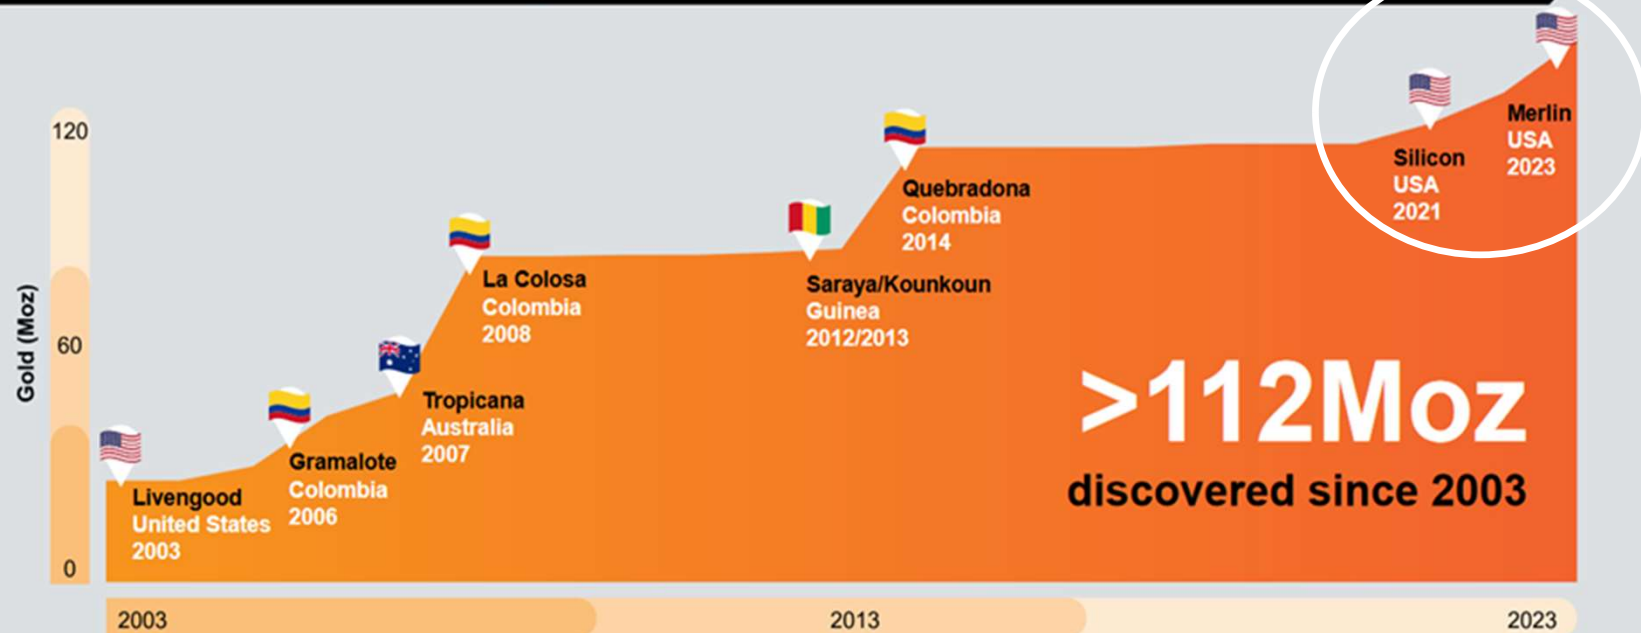 120
60
0
Gold (Moz)
Livengood
United States
2003
Gramalote
Colombia
2006
Tropicana
Australia
2007
La Colosa
Colombia
2008
Saraya/Kounkoun
Guinea
2012/2013
Quebradona
Colombia
2014
Silicon
USA
2021
Merlin
USA
2023
>112Moz
discovered since 2003
2003
2013
2023